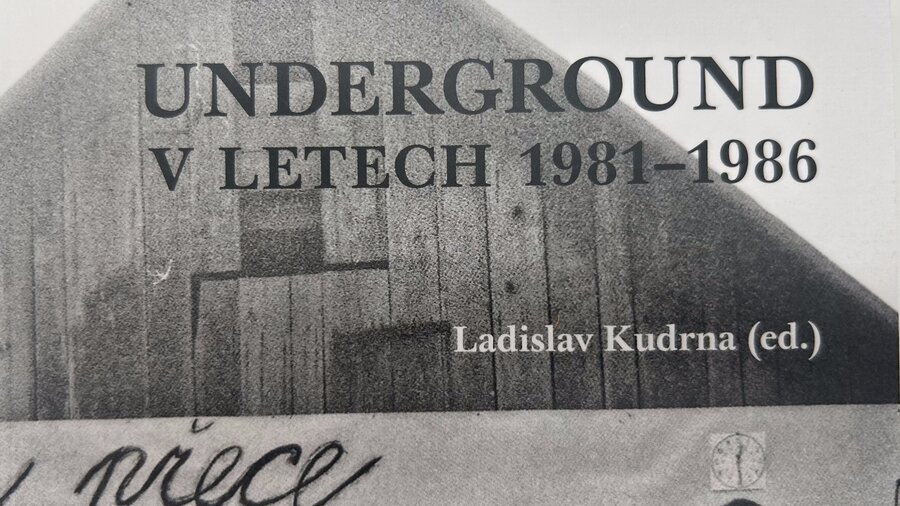 UNDERGROUND
V LETECH 1981–1986
Ladislav Kudrna (ed.)
přece